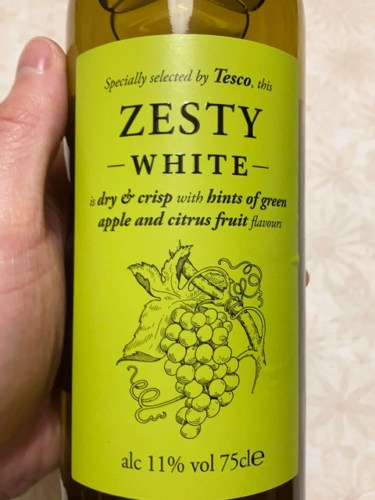 Specially selected by Tesco, this
ZESTY
–WHITE–
is dry & crisp with hints of green
apple and citrus fruit flavours
alc 11% vol 75cl℮